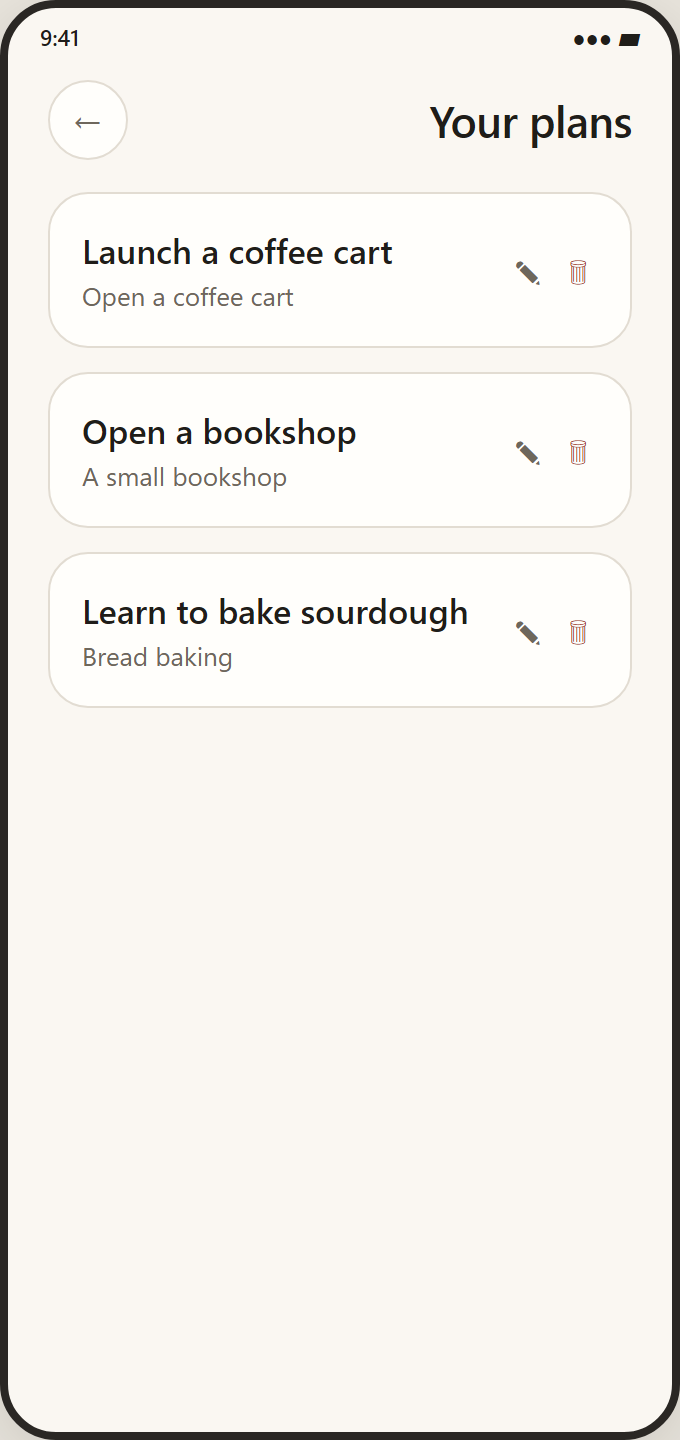 9:41
Your plans
Launch a coffee cart
Open a coffee cart
Open a bookshop
A small bookshop
Learn to bake sourdough
Bread baking